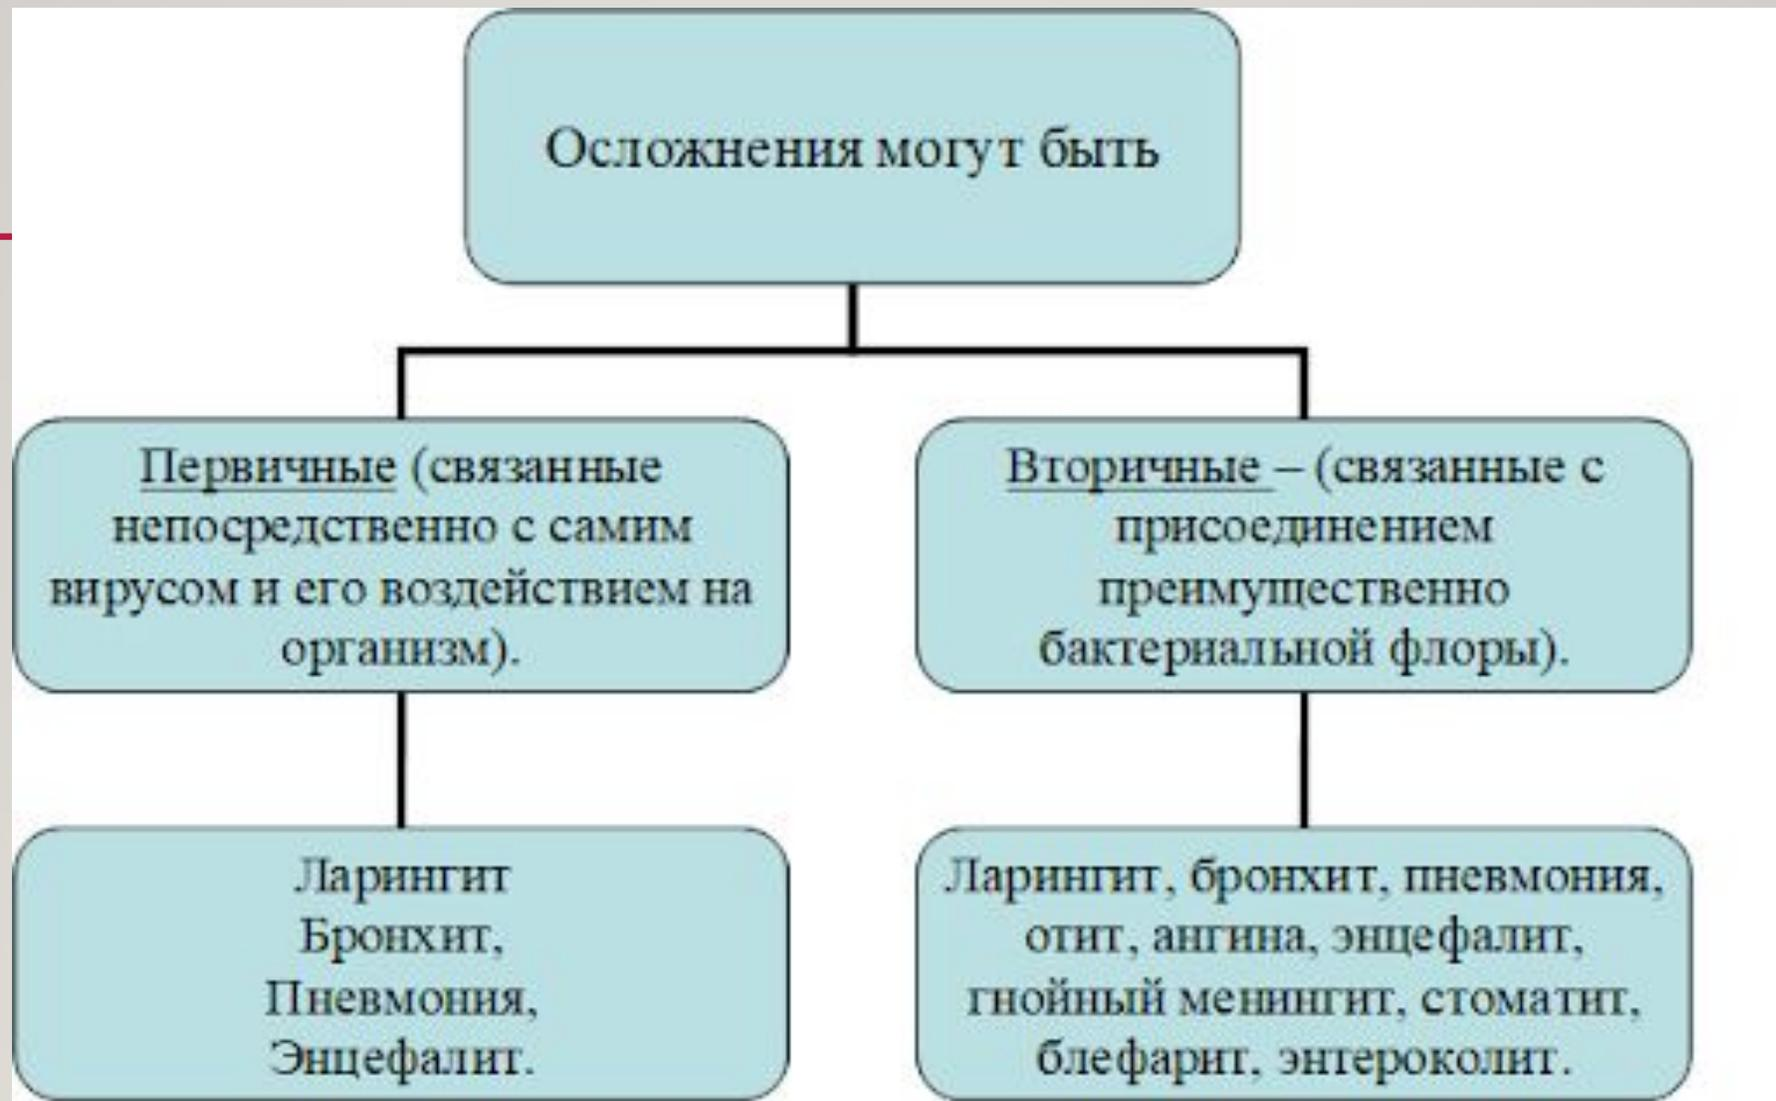 Осложнения могут быть
Первичные (связанные
непосредственно с самим
вирусом и его воздействием на
организм).
Вторичные – (связанные с
присоединением
преимущественно
бактериальной флоры).
Ларингит
Бронхит,
Пневмония,
Энцефалит.
Ларингит, бронхит, пневмония,
отит, ангина, энцефалит,
гнойный менингит, стоматит,
блефарит, энтероколит.